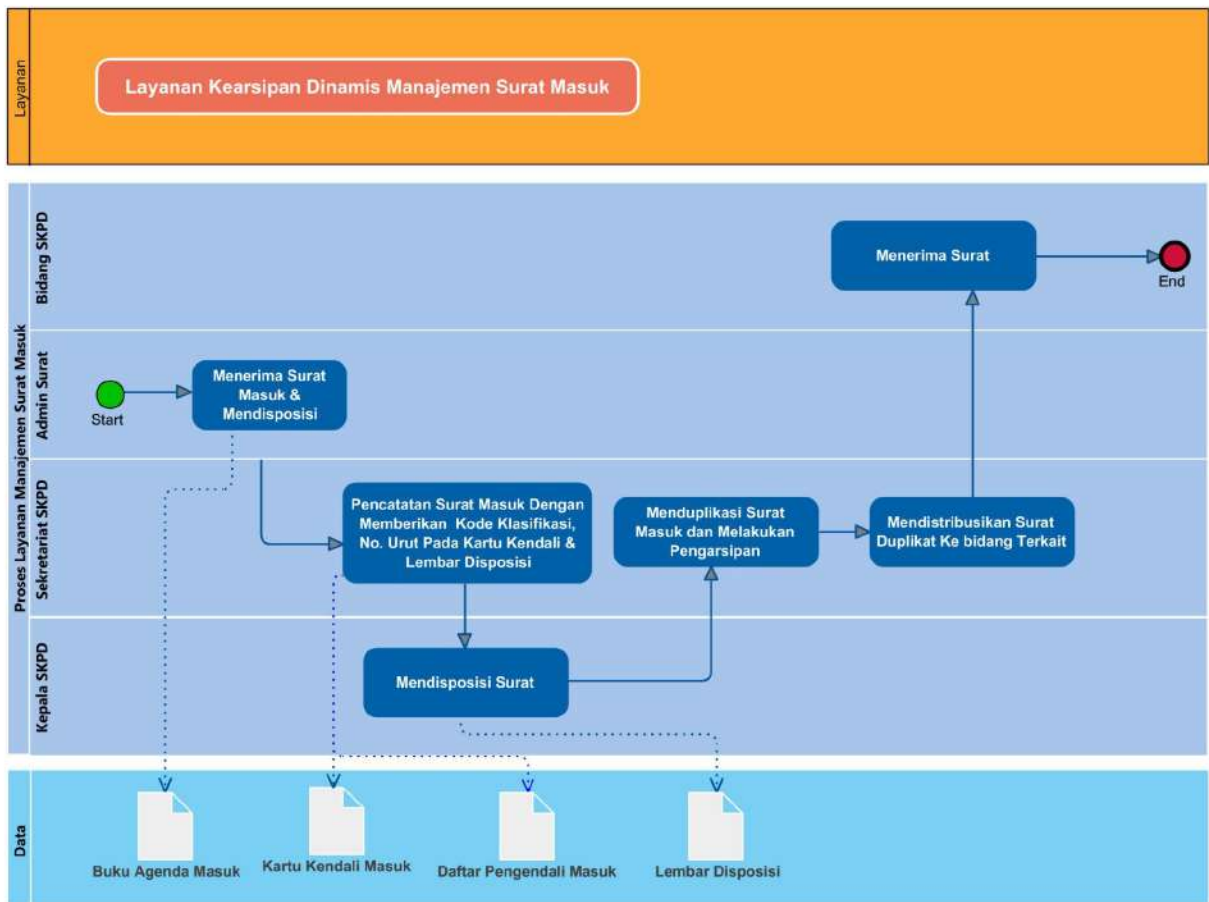 Layanan
Layanan Kearsipan Dinamis Manajemen Surat Masuk
Proses Layanan Manajemen Surat Masuk
Bidang SKPD
Menerima Surat
End
Admin Surat
Start
Menerima Surat
Masuk &
Mendisposisi
Sekretariat SKPD
Pencatatan Surat Masuk Dengan
Memberikan Kode Klasifikasi,
No. Urut Pada Kartu Kendali &
Lembar Disposisi
Menduplikasi Surat
Masuk dan Melakukan
Pengarsipan
Mendistribusikan Surat
Duplikat Ke bidang Terkait
Kepala SKPD
Mendisposisi Surat
Data
Buku Agenda Masuk
Kartu Kendali Masuk
Daftar Pengendali Masuk
Lembar Disposisi